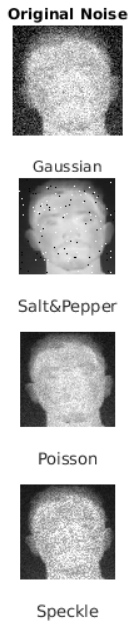 Original Noise
Gaussian
Salt&Pepper
Poisson
Speckle